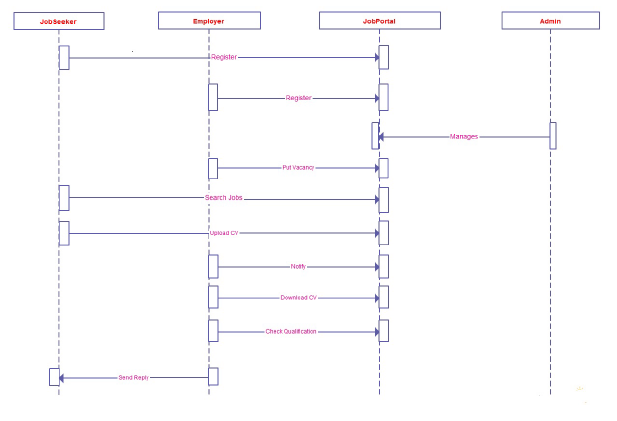 JobSeeker
Employer
JobPortal
Admin
Register
Register
Manages
Put Vacancy
Search Jobs
Upload CV
Notify
Download CV
Check Qualification
Send Reply